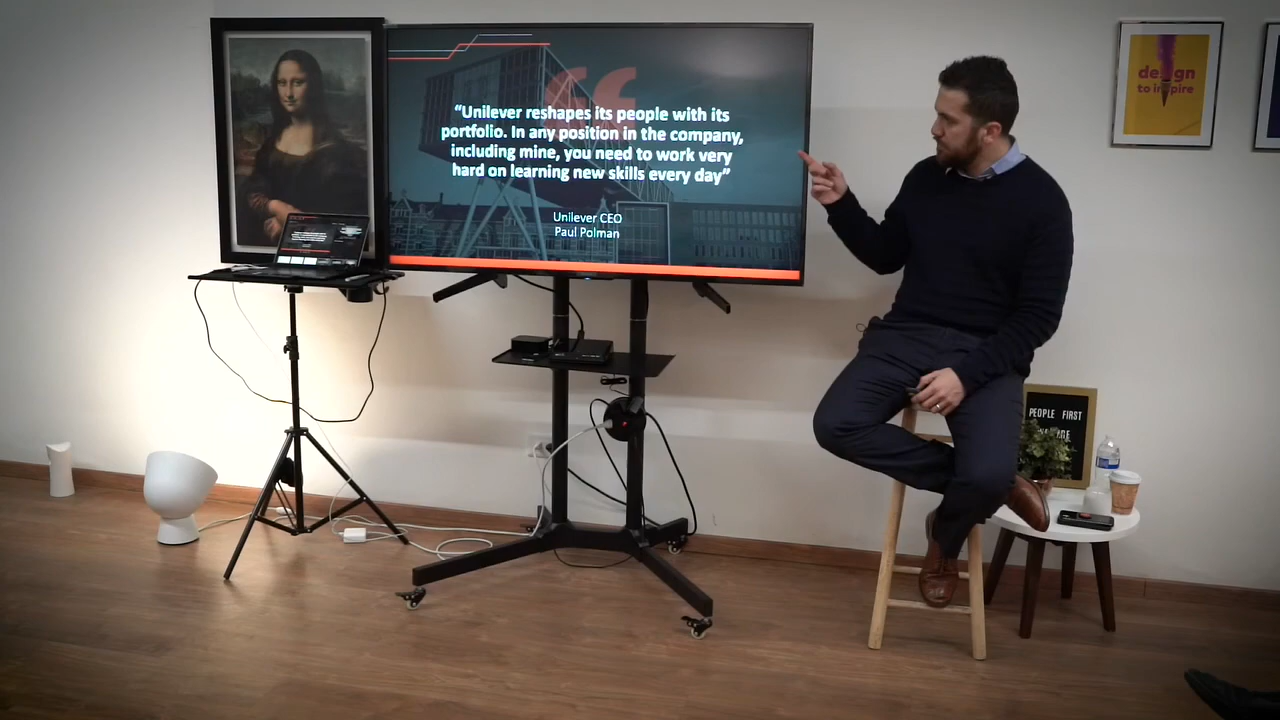 “Unilever reshapes its people with its
portfolio. In any position in the company,
including mine, you need to work very
hard on learning new skills every day”
Unilever CEO
Paul Polman
design
to inspire
PEOPLE FIRST